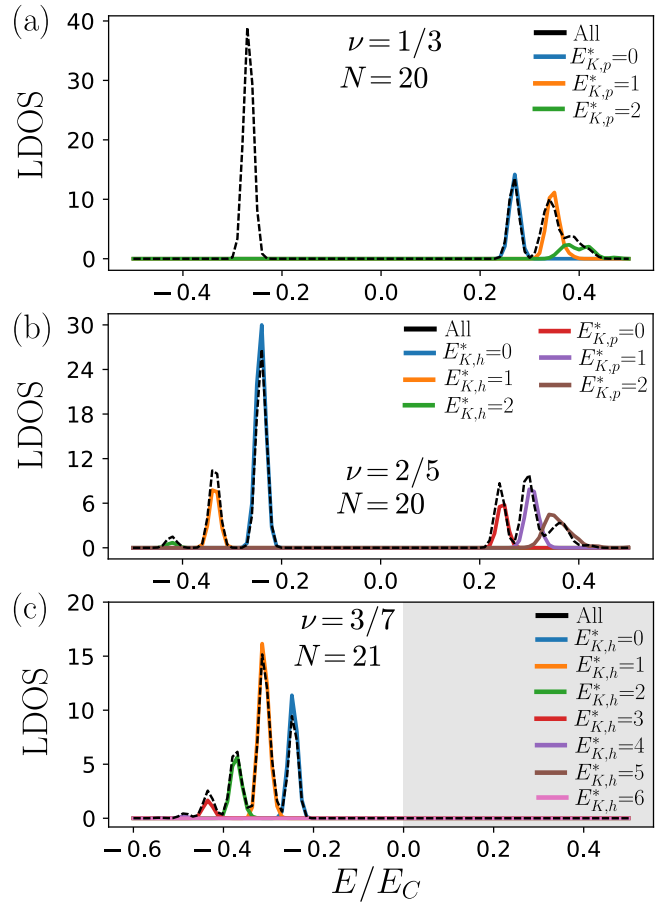 (a)
LDOS
40
30
20
10
0
ν = 1/3
N = 20
All
E*K,p=0
E*K,p=1
E*K,p=2
−0.4 −0.2 0.0 0.2 0.4
(b)
LDOS
30
24
18
12
6
0
All
E*K,h=0
E*K,h=1
E*K,h=2
E*K,p=0
E*K,p=1
E*K,p=2
ν = 2/5
N = 20
−0.4 −0.2 0.0 0.2 0.4
(c)
LDOS
20
15
10
5
0
ν = 3/7
N = 21
All
E*K,h=0
E*K,h=1
E*K,h=2
E*K,h=3
E*K,h=4
E*K,h=5
E*K,h=6
−0.6 −0.4 −0.2 0.0 0.2 0.4
E/EC